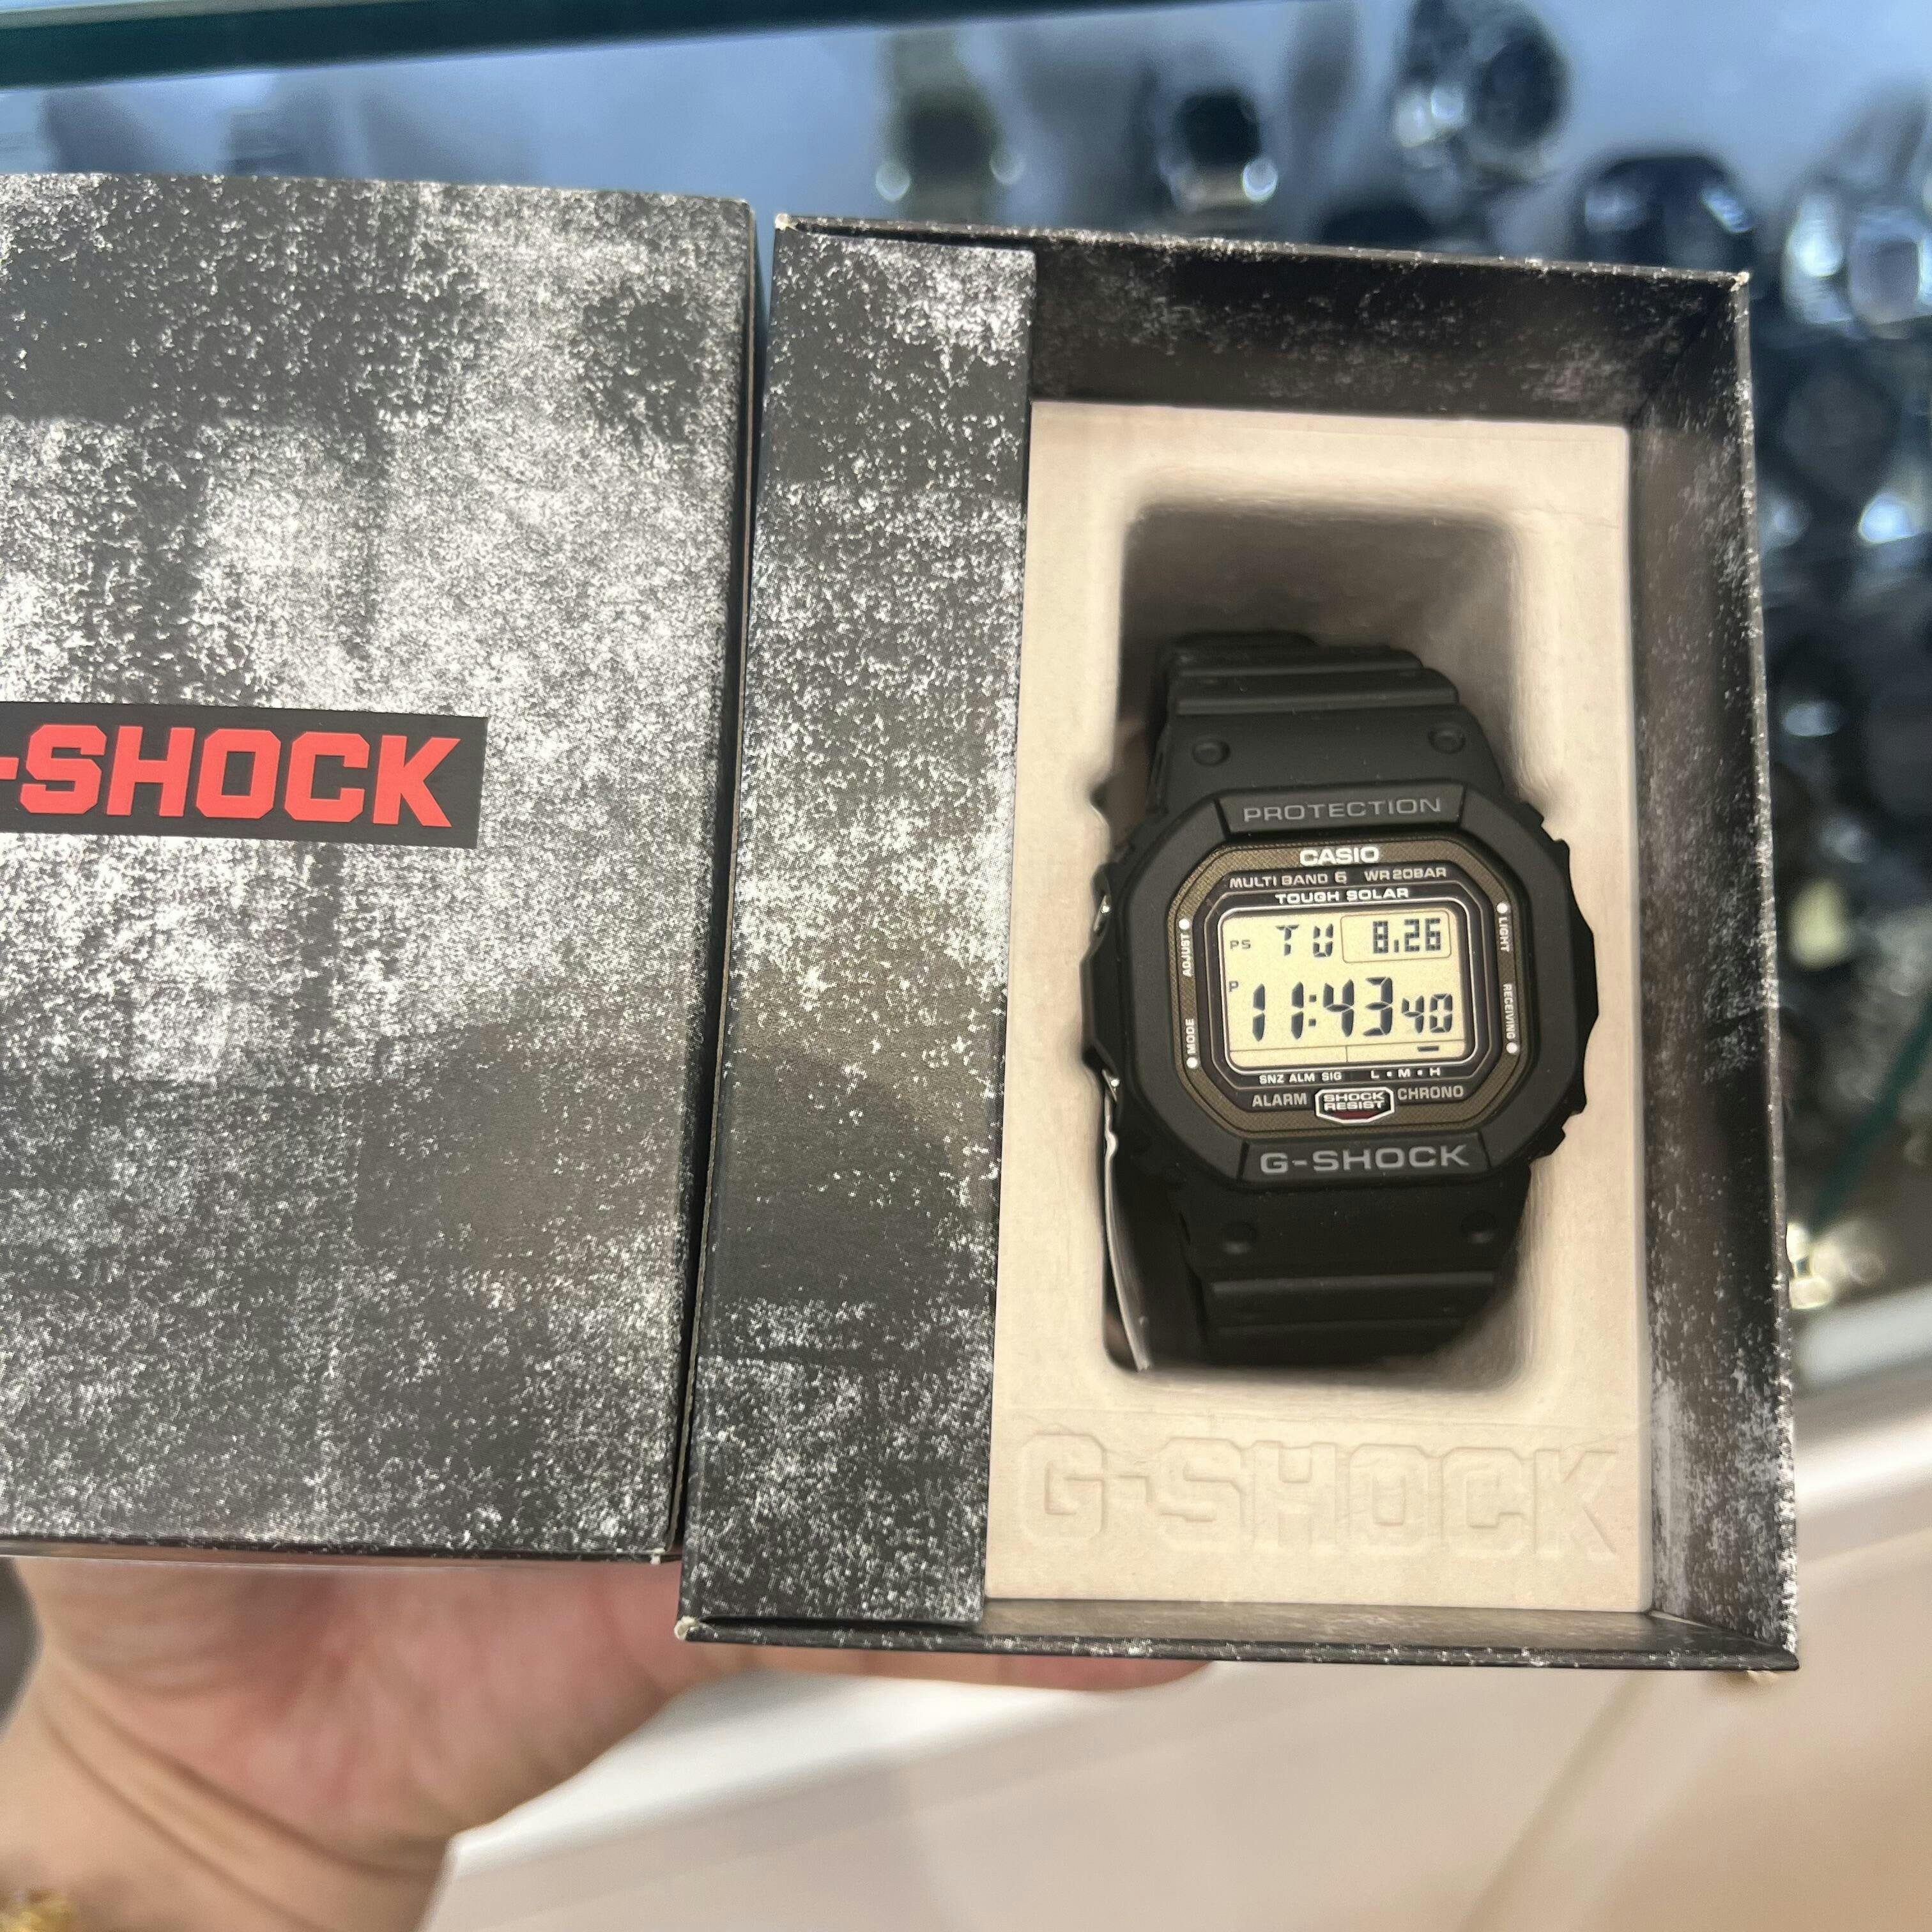 -SHOCK
PROTECTION
CASIO
MULTI BAND 6 WR20BAR
TOUGH SOLAR
ADJUST
LIGHT
PS TU 8.26
P 11:43 40
MODE
RECEIVING
SNZ ALM SIG L • M • H
ALARM SHOCK RESIST CHRONO
G-SHOCK
G-SHOCK